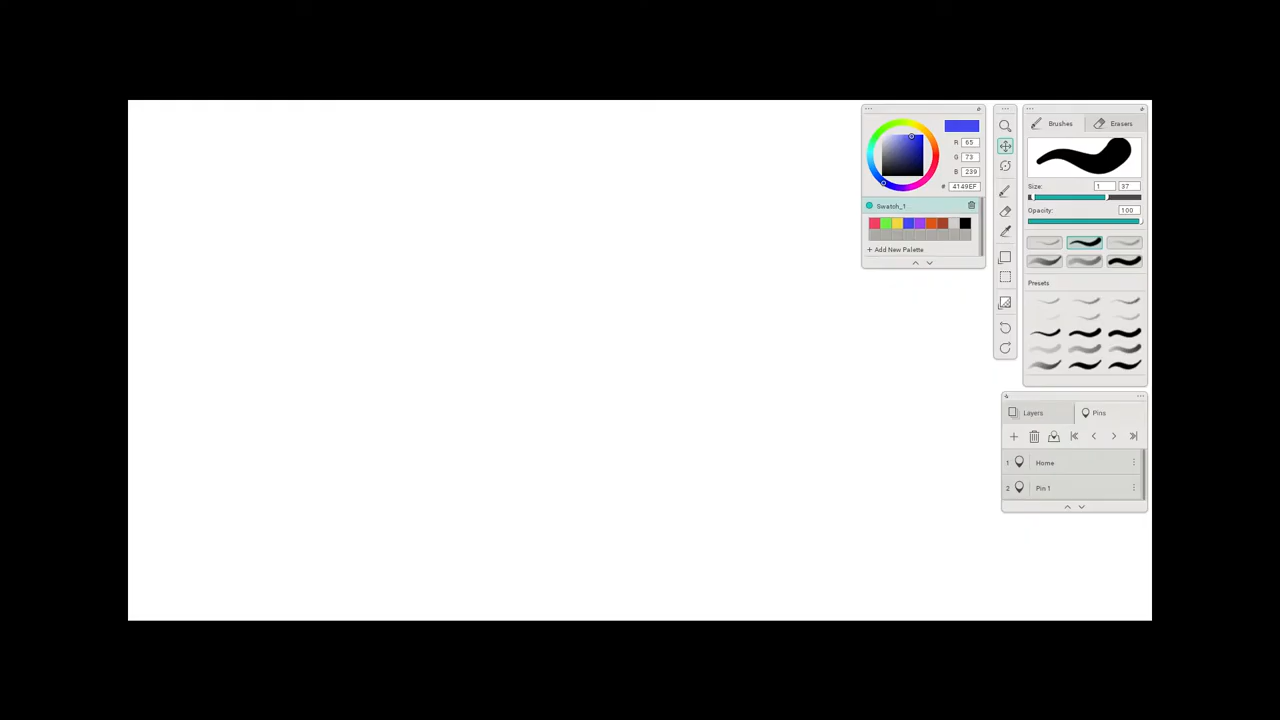 R 65
G 73
B 239
# 4149EF
Swatch_1
+ Add New Palette
Brushes
Erasers
Size: 1 37
Opacity: 100
Presets
Layers
Pins
1 Home
2 Pin 1